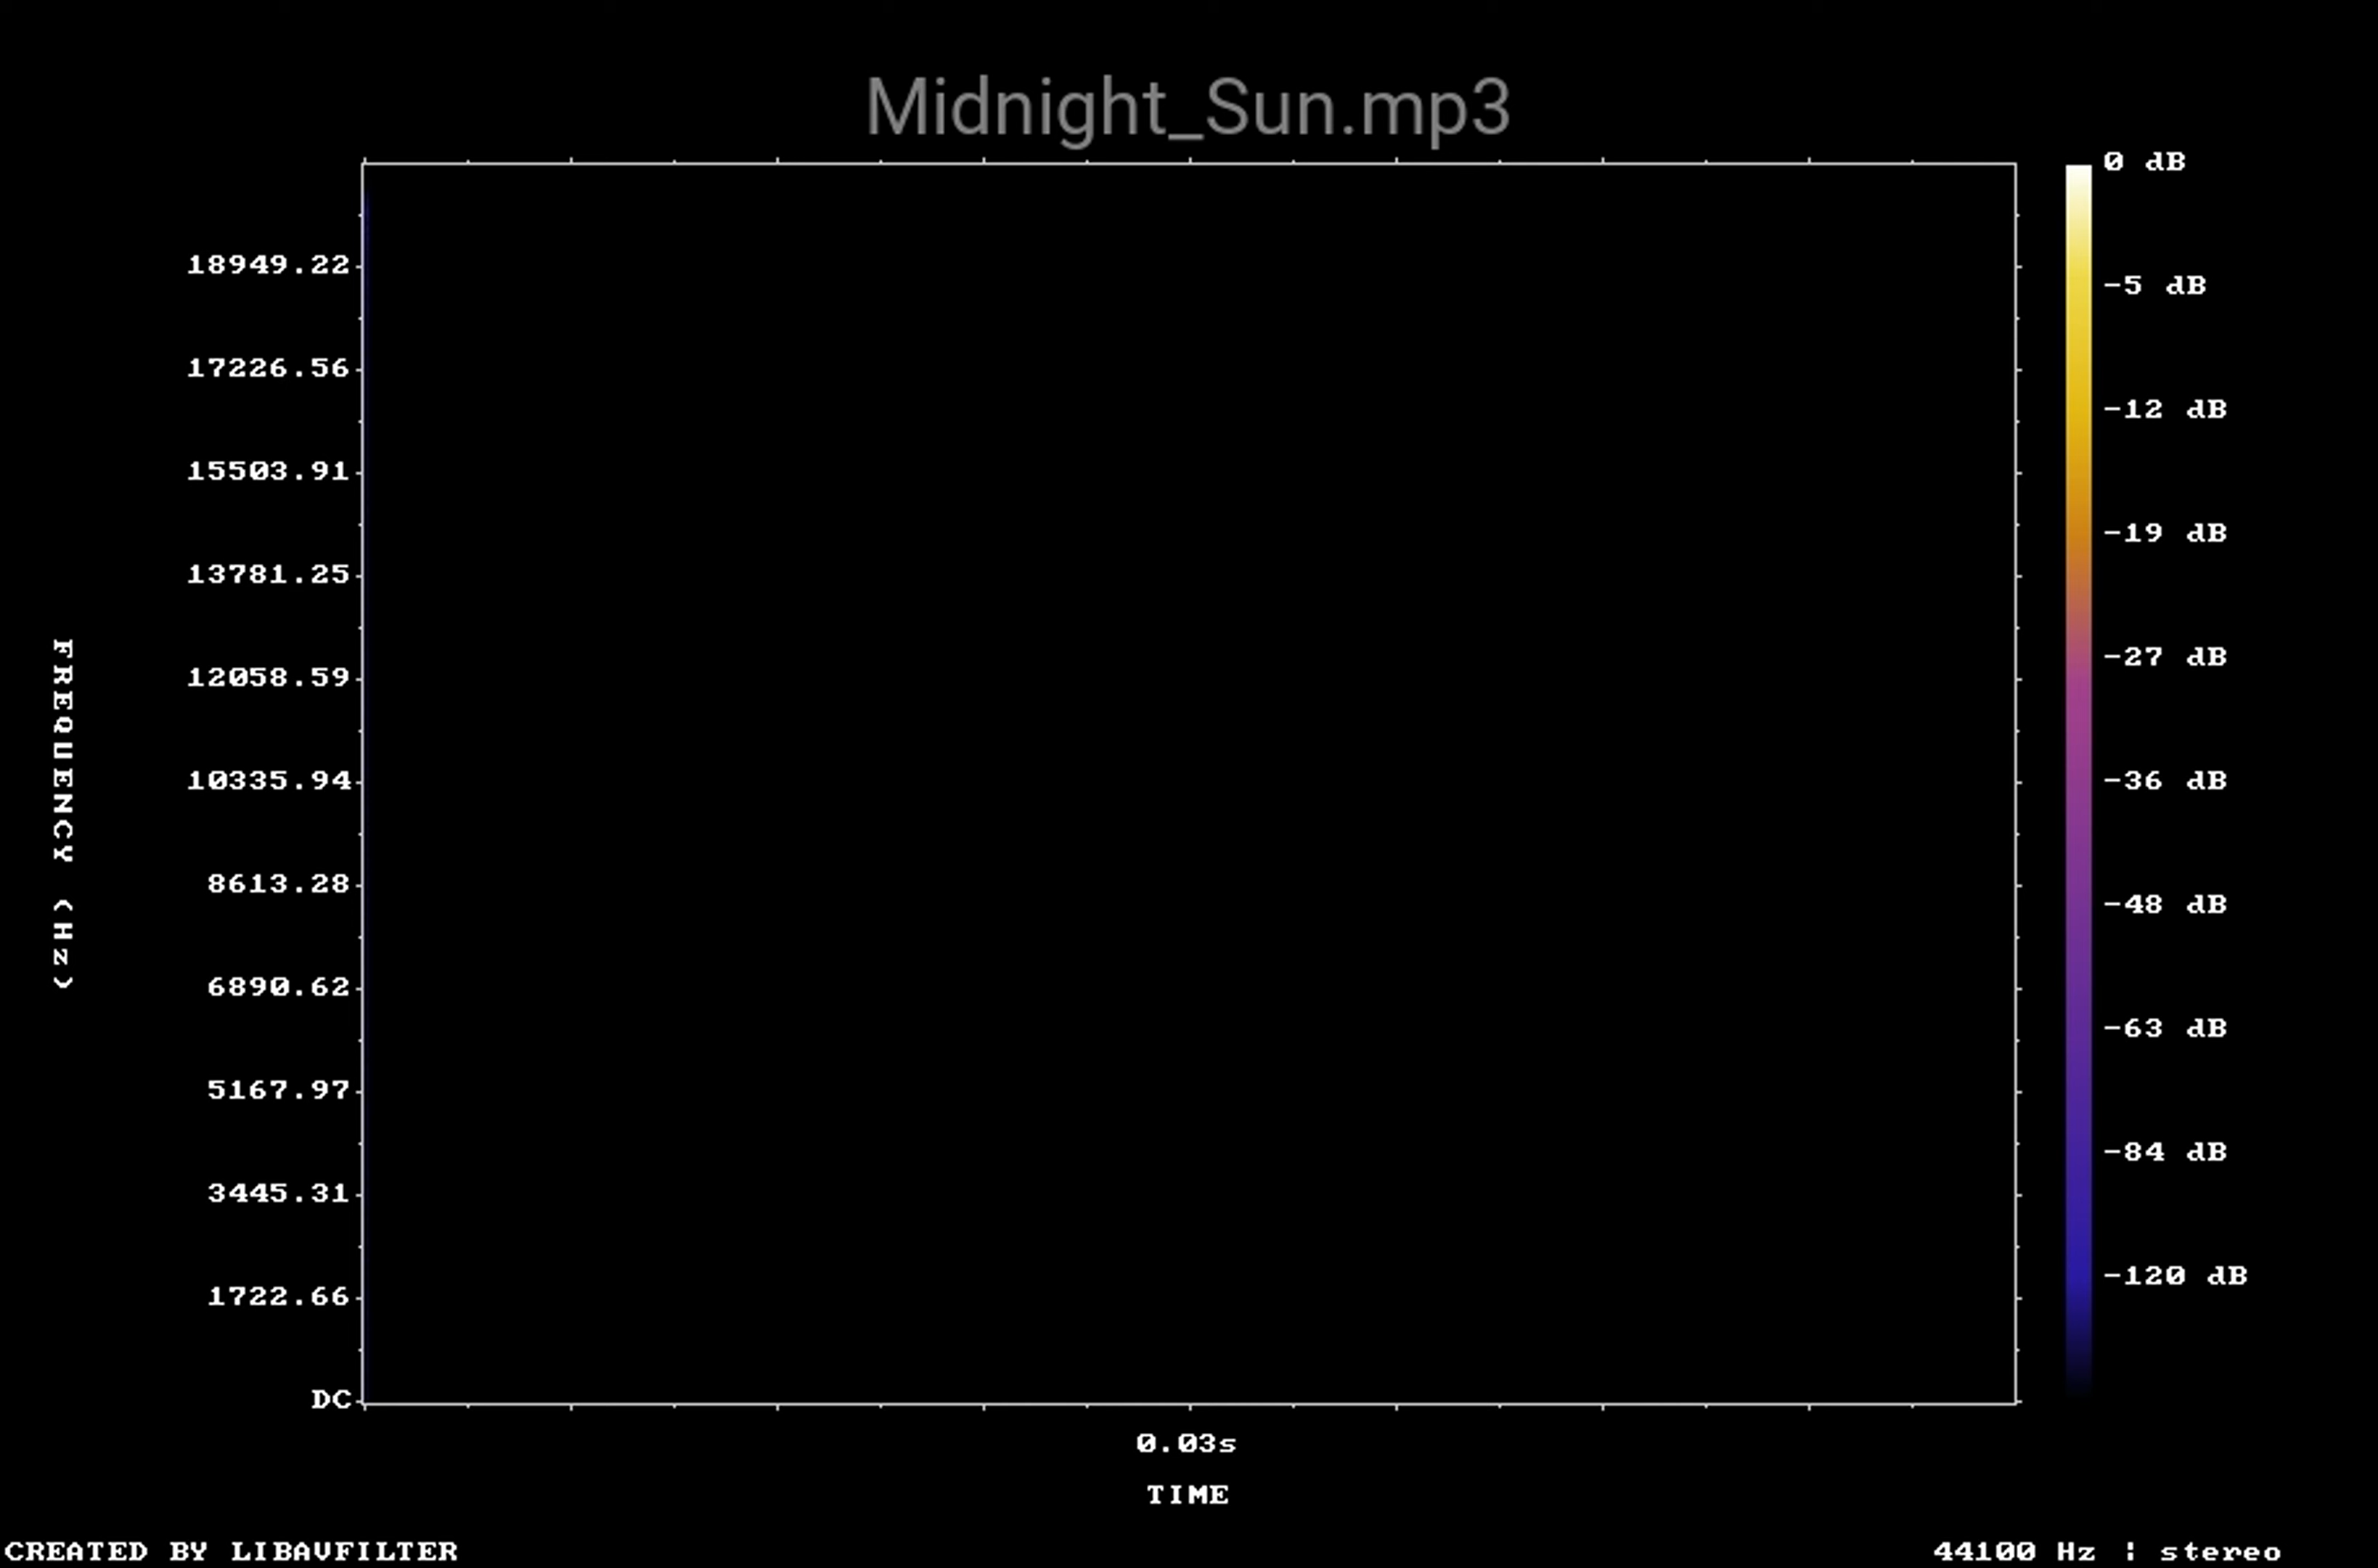 Midnight_Sun.mp3
0 dB
18949.22
-5 dB
17226.56
-12 dB
15503.91
-19 dB
13781.25
-27 dB
12058.59
10335.94
-36 dB
8613.28
-48 dB
6890.62
-63 dB
5167.97
-84 dB
3445.31
-120 dB
1722.66
DC
FREQUENCY (Hz)
0.03s
TIME
CREATED BY LIBAVFILTER
44100 Hz | stereo